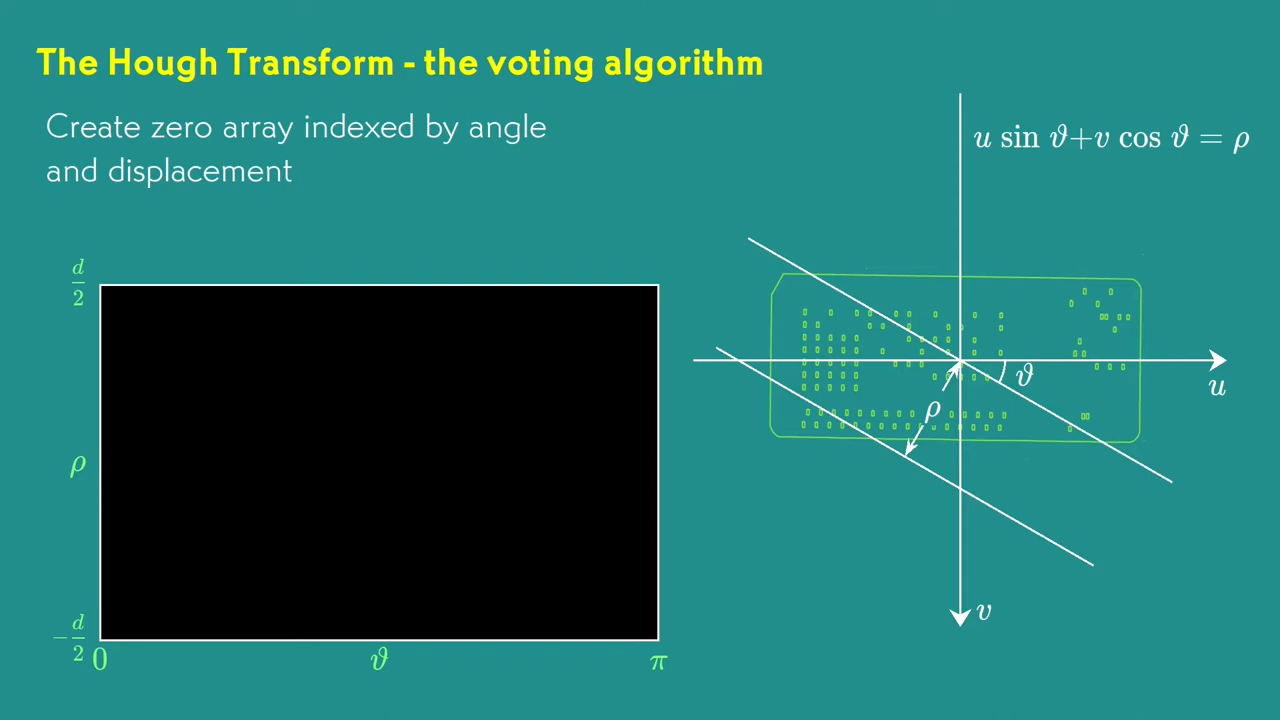 The Hough Transform - the voting algorithm
Create zero array indexed by angle
and displacement
u sin ϑ+v cos ϑ = ρ
d/2
ρ
-d/2
0
ϑ
π
ϑ
u
ρ
v